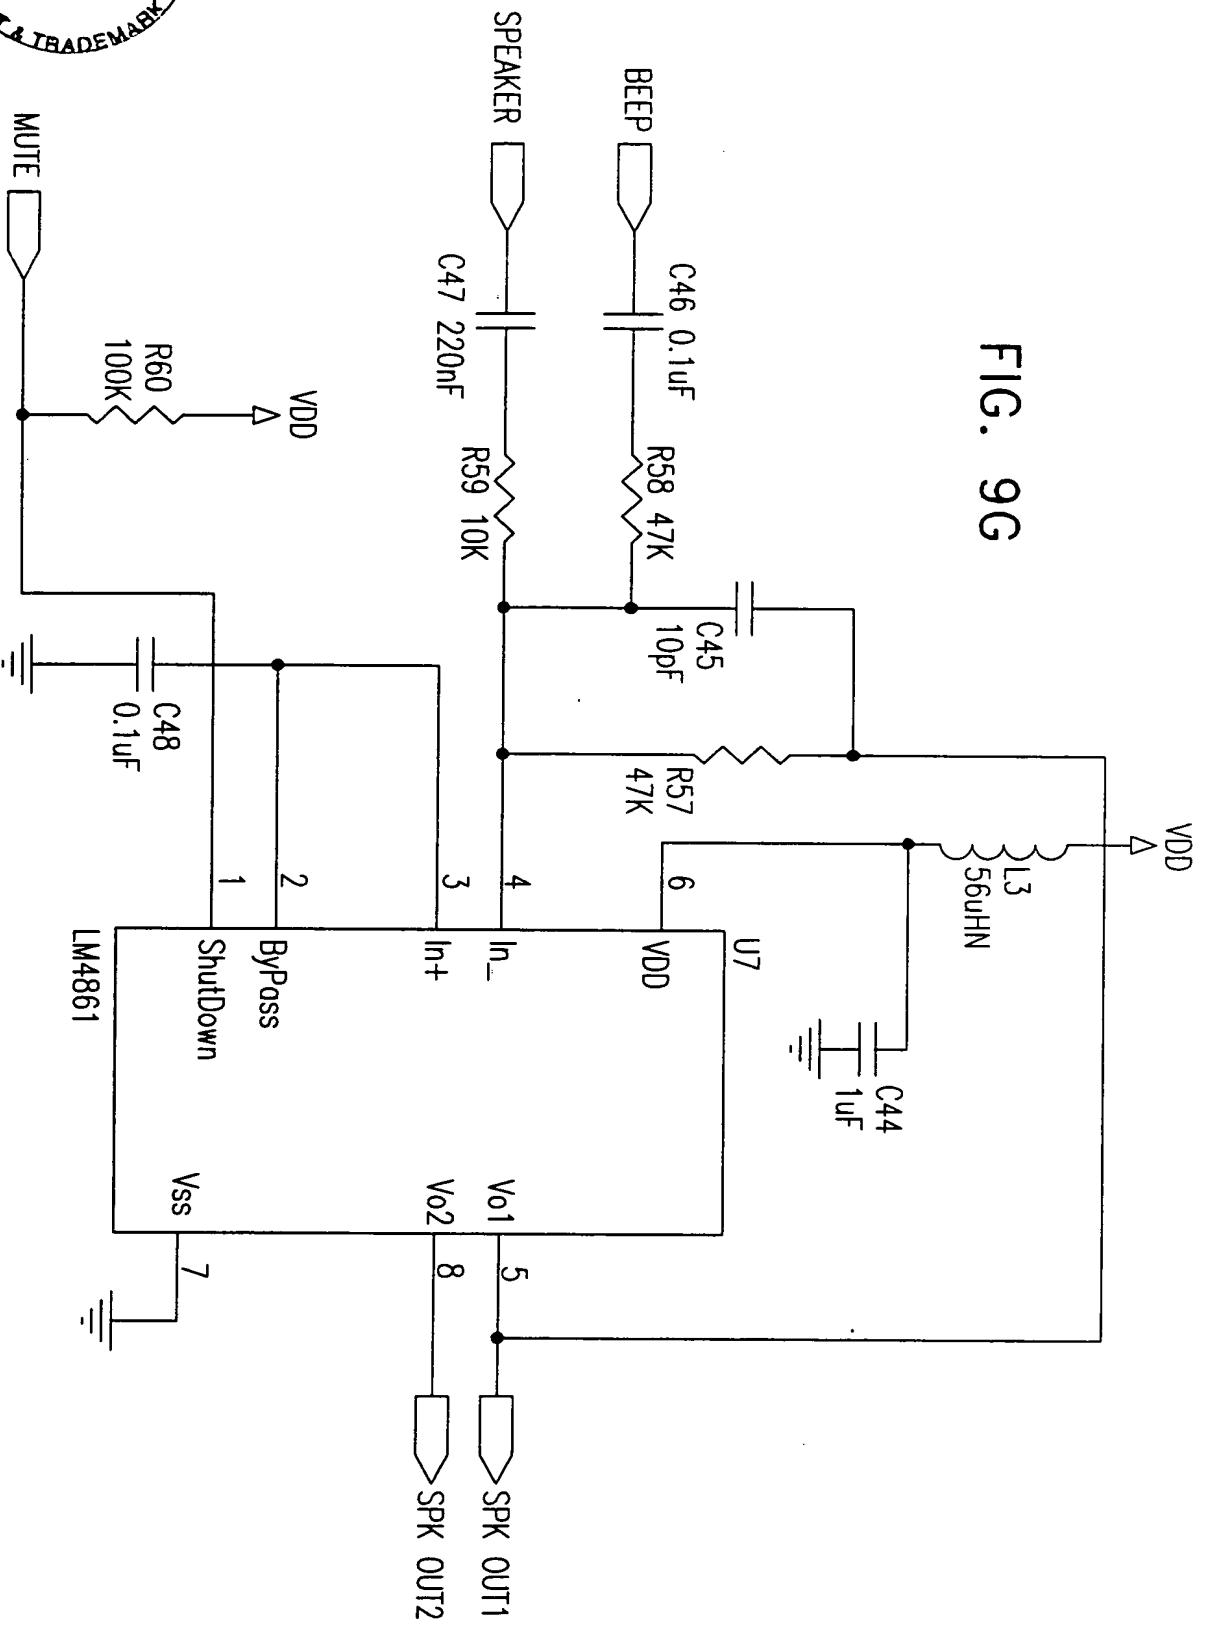 & TRADEMARK
FIG. 9G
VDD
L3
56uHN
C44
1uF
BEEP
C46 0.1uF
R58 47K
C45
10pF
R57
47K
SPEAKER
C47 220nF
R59 10K
U7
6
VDD
4
In_
3
In+
2
ByPass
1
ShutDown
LM4861
Vo1
5
SPK OUT1
Vo2
8
SPK OUT2
Vss
7
VDD
R60
100K
MUTE
C48
0.1uF